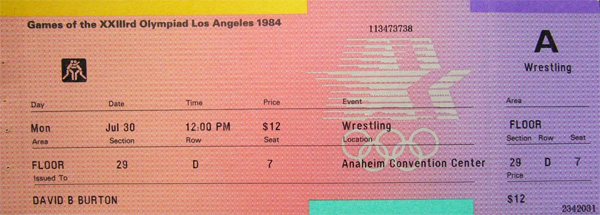 Games of the XXIIIrd Olympiad Los Angeles 1984
113473738
A
Wrestling
Day Date Time Price Event Area
Mon Jul 30 12:00 PM $12 Wrestling FLOOR
Area Section Row Seat Location Section Row Seat
FLOOR 29 D 7 Anaheim Convention Center 29 D 7
Issued To Price
DAVID B BURTON $12
2342031